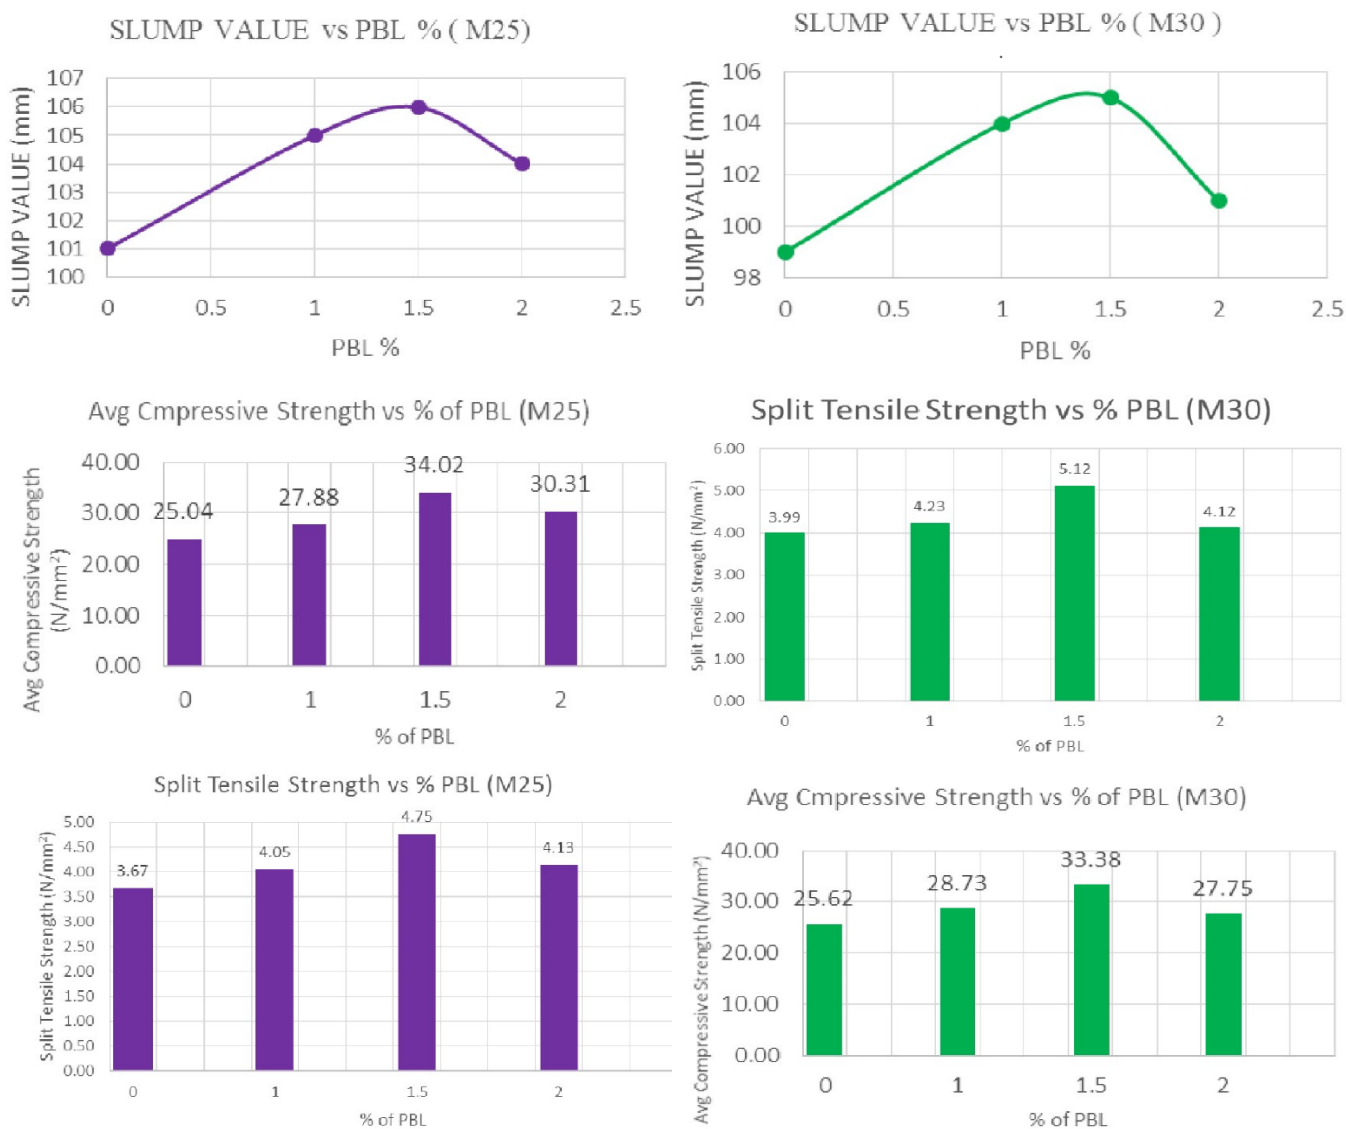 SLUMP VALUE vs PBL % ( M25)
SLUMP VALUE (mm)
107
106
105
104
103
102
101
100
0 0.5 1 1.5 2 2.5
PBL %
SLUMP VALUE vs PBL % ( M30 )
SLUMP VALUE (mm)
106
104
102
100
98
0 0.5 1 1.5 2 2.5
PBL %
Avg Cmpressive Strength vs % of PBL (M25)
Avg Compressive Strength
(N/mm²)
40.00
30.00
20.00
10.00
0.00
25.04 27.88 34.02 30.31
0 1 1.5 2
% of PBL
Split Tensile Strength vs % PBL (M30)
Split Tensile Strength (N/mm²)
6.00
5.00
4.00
3.00
2.00
1.00
0.00
3.99 4.23 5.12 4.12
0 1 1.5 2
% of PBL
Split Tensile Strength vs % PBL (M25)
Split Tensile Strength (N/mm²)
5.00
4.50
4.00
3.50
3.00
2.50
2.00
1.50
1.00
0.50
0.00
3.67 4.05 4.75 4.13
0 1 1.5 2
% of PBL
Avg Cmpressive Strength vs % of PBL (M30)
Avg Compressive Strength (N/mm²)
40.00
30.00
20.00
10.00
0.00
25.62 28.73 33.38 27.75
0 1 1.5 2
% of PBL